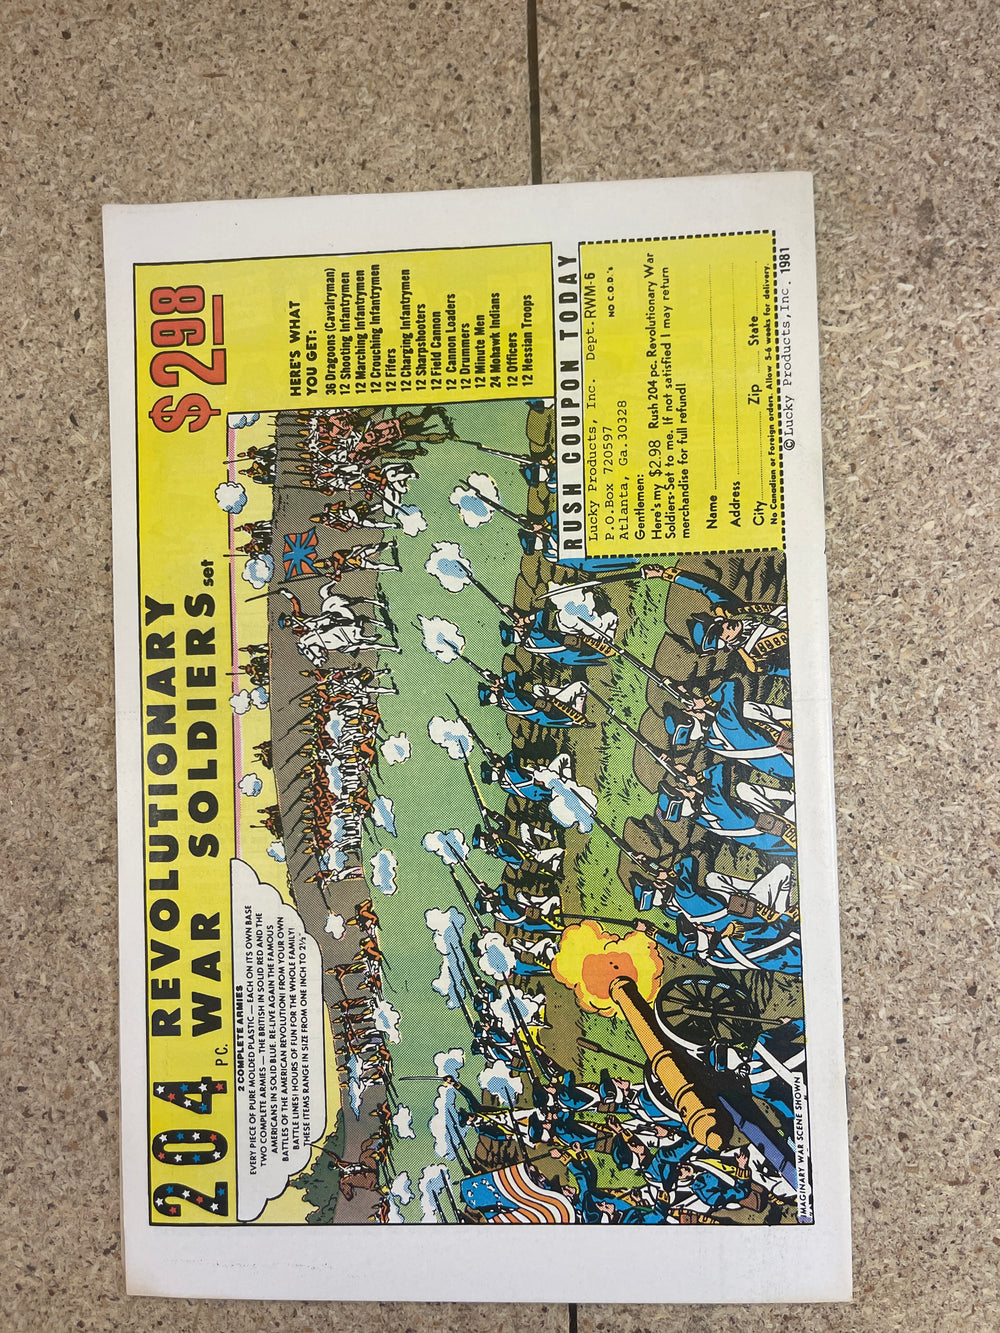 204 PC. REVOLUTIONARY
WAR SOLDIERS set
$298
2 COMPLETE ARMIES
EVERY PIECE OF PURE MOLDED PLASTIC — EACH ON ITS OWN BASE
TWO COMPLETE ARMIES — THE BRITISH IN SOLID RED AND THE
AMERICANS IN SOLID BLUE. RE-LIVE AGAIN THE FAMOUS
BATTLES OF THE AMERICAN REVOLUTION! FROM YOUR OWN
BATTLE LINES! HOURS OF FUN FOR THE WHOLE FAMILY!
THESE ITEMS RANGE IN SIZE FROM ONE INCH TO 2½"
HERE'S WHAT
YOU GET:
36 Dragoons (Cavalryman)
12 Shooting Infantrymen
12 Marching Infantrymen
12 Crouching Infantrymen
12 Fifers
12 Charging Infantrymen
12 Sharpshooters
12 Field Cannon
12 Cannon Loaders
12 Drummers
12 Minute Men
24 Mohawk Indians
12 Officers
12 Hessian Troops
RUSH COUPON TODAY
Lucky Products, Inc. Dept.RWM-6
P.O.Box 720597 NO C.O.D.'s
Atlanta, Ga.30328
Gentlemen:
Here's my $2.98 Rush 204 pc. Revolutionary War
Soldiers-Set to me. If not satisfied I may return
merchandise for full refund!
Name
Address
City Zip State
No Canadian or Foreign orders. Allow 5-6 weeks for delivery.
© Lucky Products, Inc. 1981
IMAGINARY WAR SCENE SHOWN